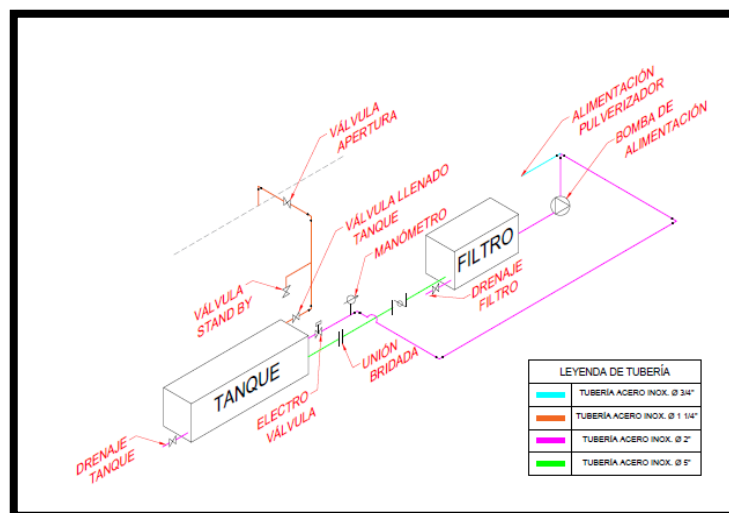 ALIMENTACIÓN
PULVERIZADOR
BOMBA DE
ALIMENTACIÓN
VÁLVULA
APERTURA
VÁLVULA LLENADO
TANQUE
MANÓMETRO
FILTRO
DRENAJE
FILTRO
VÁLVULA
STAND BY
UNIÓN
BRIDADA
TANQUE
ELECTRO
VÁLVULA
DRENAJE
TANQUE
LEYENDA DE TUBERÍA
TUBERÍA ACERO INOX. Ø 3/4"
TUBERÍA ACERO INOX. Ø 1 1/4"
TUBERÍA ACERO INOX. Ø 2"
TUBERÍA ACERO INOX. Ø 5"